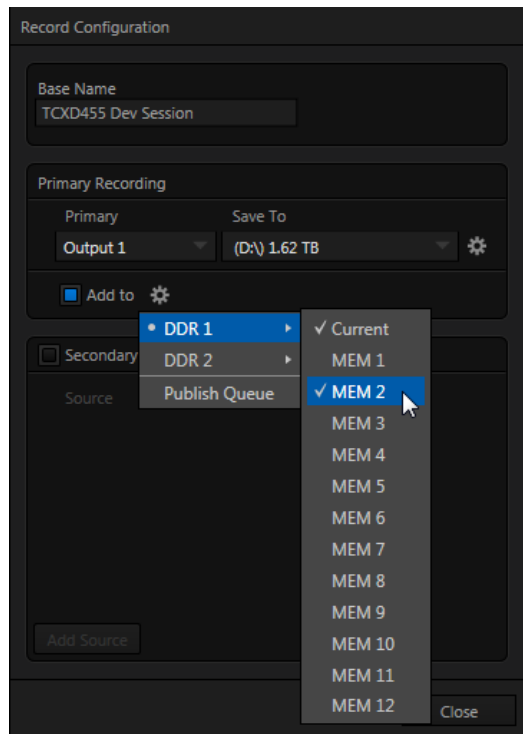 Record Configuration
Base Name
TCXD455 Dev Session
Primary Recording
Primary Save To
Output 1 (D:\) 1.62 TB
Add to
DDR 1
DDR 2
Publish Queue
✓ Current
MEM 1
✓ MEM 2
MEM 3
MEM 4
MEM 5
MEM 6
MEM 7
MEM 8
MEM 9
MEM 10
MEM 11
MEM 12
Secondary
Source
Add Source
Close